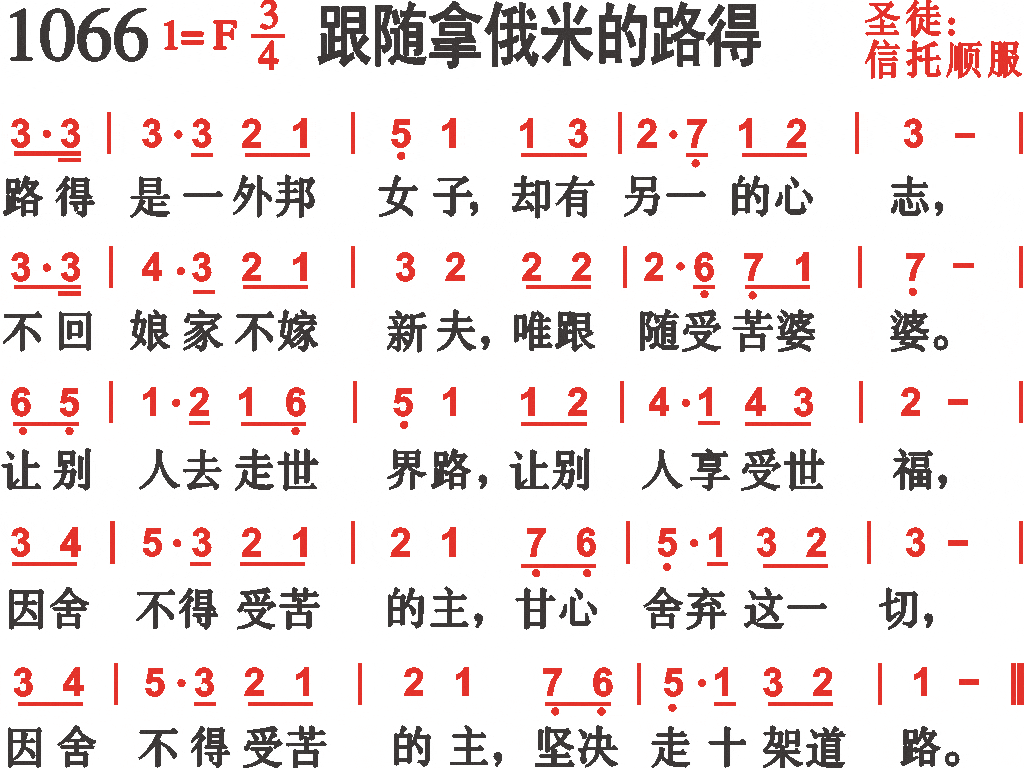 1066 1=F 3/4 跟随拿俄米的路得 圣徒：
信托顺服
3·3 | 3·3 2 1 | 5 1 1 3 | 2·7 1 2 | 3 – |
路得 是一外邦 女子，却有 另一的心 志，
3·3 | 4·3 2 1 | 3 2 2 2 | 2·6 7 1 | 7 – |
不回 娘家不嫁 新夫，唯跟 随受苦婆 婆。
6 5 | 1·2 1 6 | 5 1 1 2 | 4·1 4 3 | 2 – |
让别 人去走世 界路，让别 人享受世 福，
3 4 | 5·3 2 1 | 2 1 7 6 | 5·1 3 2 | 3 – |
因舍 不得受苦 的主，甘心 舍弃这一 切，
3 4 | 5·3 2 1 | 2 1 7 6 | 5·1 3 2 | 1 – ‖
因舍 不得受苦 的主，坚决 走十架道 路。